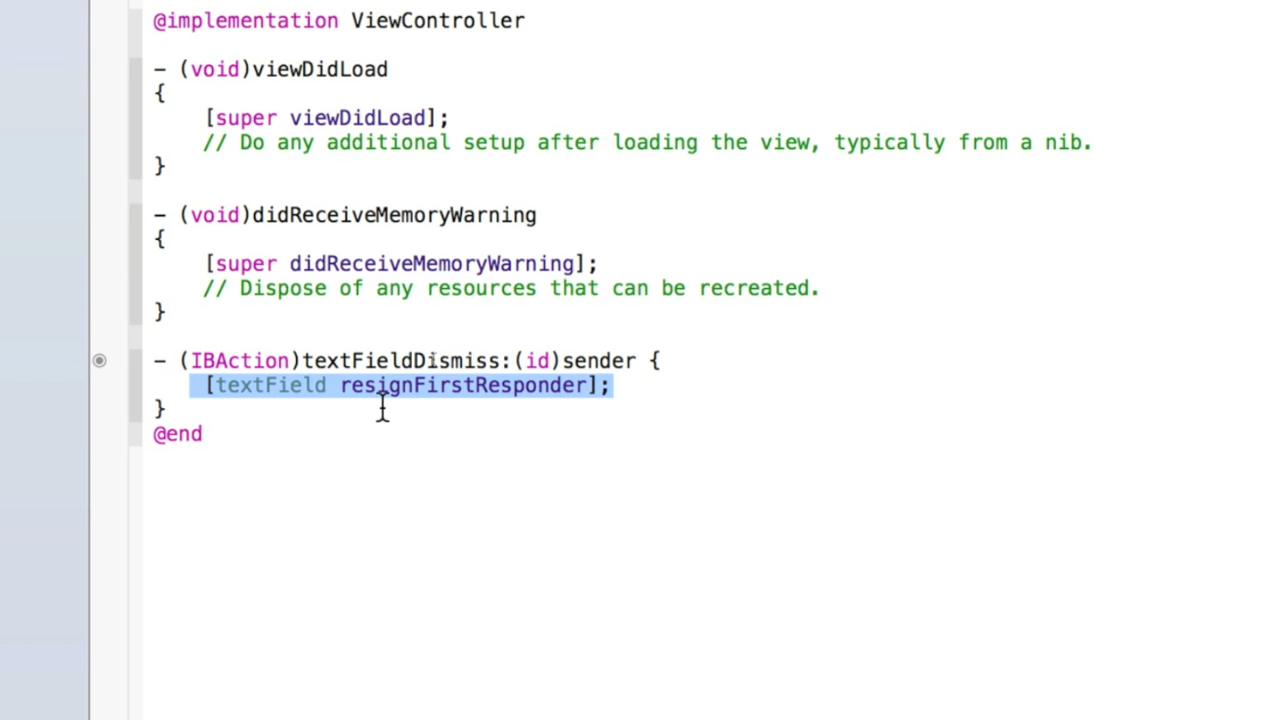 @implementation ViewController
- (void)viewDidLoad
{
[super viewDidLoad];
// Do any additional setup after loading the view, typically from a nib.
}
- (void)didReceiveMemoryWarning
{
[super didReceiveMemoryWarning];
// Dispose of any resources that can be recreated.
}
- (IBAction)textFieldDismiss:(id)sender {
[textField resignFirstResponder];
}
@end